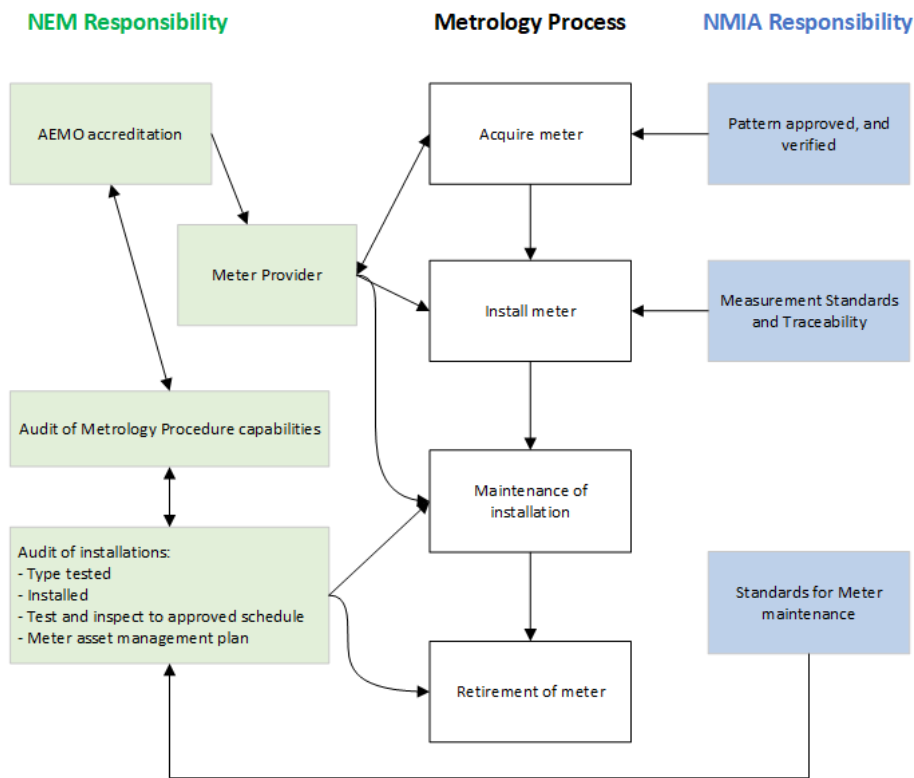 NEM Responsibility
Metrology Process
NMIA Responsibility
AEMO accreditation
Acquire meter
Pattern approved, and
verified
Meter Provider
Install meter
Measurement Standards
and Traceability
Audit of Metrology Procedure capabilities
Maintenance of
installation
Audit of installations:
- Type tested
- Installed
- Test and inspect to approved schedule
- Meter asset management plan
Standards for Meter
maintenance
Retirement of meter